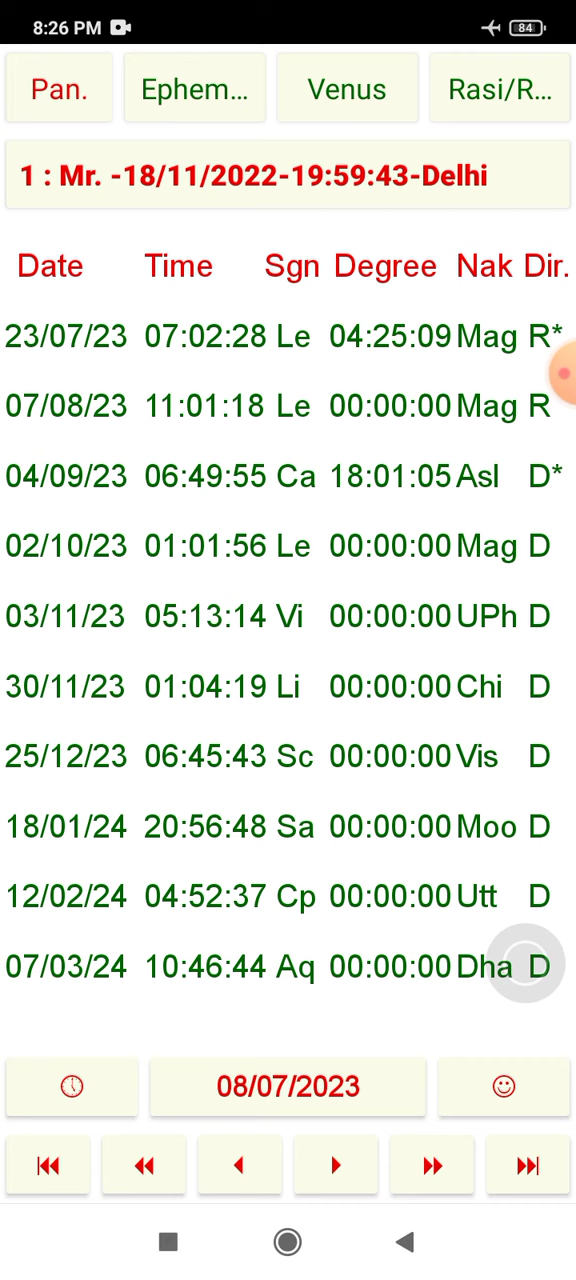 8:26 PM 84
Pan. Ephem... Venus Rasi/R...
1 : Mr. -18/11/2022-19:59:43-Delhi
Date Time Sgn Degree Nak Dir.
23/07/23 07:02:28 Le 04:25:09 Mag R*
07/08/23 11:01:18 Le 00:00:00 Mag R
04/09/23 06:49:55 Ca 18:01:05 Asl D*
02/10/23 01:01:56 Le 00:00:00 Mag D
03/11/23 05:13:14 Vi 00:00:00 UPh D
30/11/23 01:04:19 Li 00:00:00 Chi D
25/12/23 06:45:43 Sc 00:00:00 Vis D
18/01/24 20:56:48 Sa 00:00:00 Moo D
12/02/24 04:52:37 Cp 00:00:00 Utt D
07/03/24 10:46:44 Aq 00:00:00 Dha D
08/07/2023